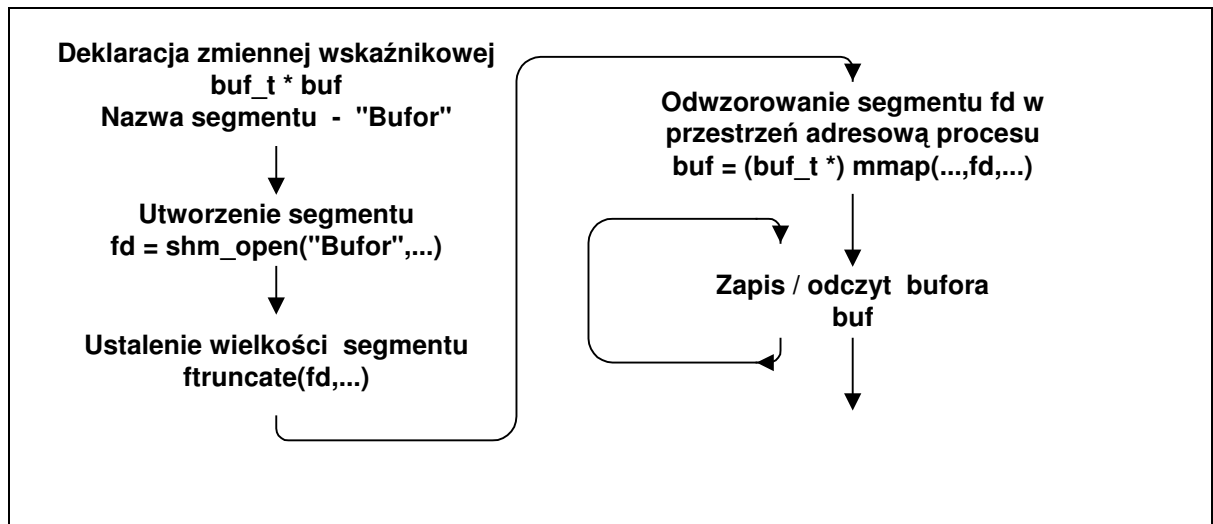 Deklaracja zmiennej wskaźnikowej
buf_t * buf
Nazwa segmentu - "Bufor"
Utworzenie segmentu
fd = shm_open("Bufor",...)
Ustalenie wielkości segmentu
ftruncate(fd,...)
Odwzorowanie segmentu fd w
przestrzeń adresową procesu
buf = (buf_t *) mmap(...,fd,...)
Zapis / odczyt bufora
buf